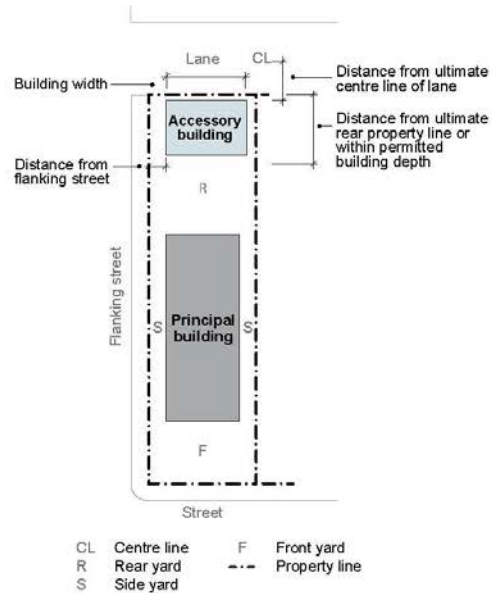 Lane
CL
Building width
Distance from ultimate
centre line of lane
Accessory
building
Distance from ultimate
rear property line or
within permitted
building depth
Distance from
flanking street
R
Flanking street
S
Principal
building
S
F
Street
CL Centre line
F Front yard
R Rear yard
Property line
S Side yard